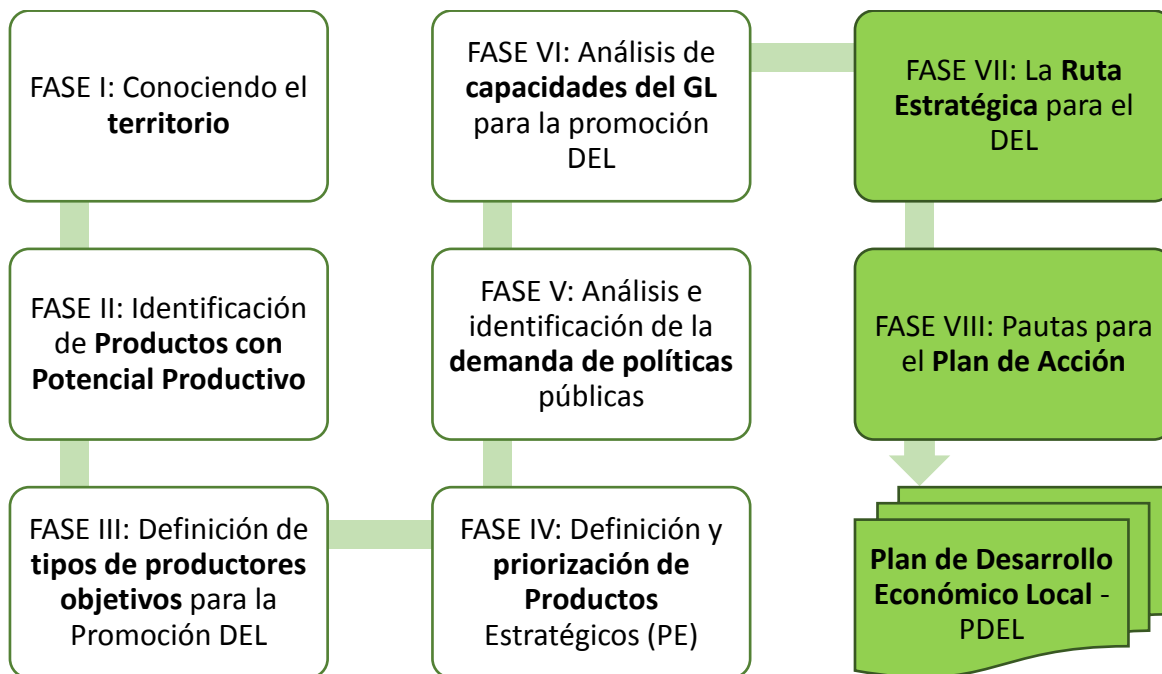 FASE I: Conociendo el
territorio
FASE II: Identificación
de Productos con
Potencial Productivo
FASE III: Definición de
tipos de productores
objetivos para la
Promoción DEL
FASE IV: Definición y
priorización de
Productos
Estratégicos (PE)
FASE V: Análisis e
identificación de la
demanda de políticas
públicas
FASE VI: Análisis de
capacidades del GL
para la promoción
DEL
FASE VII: La Ruta
Estratégica para el
DEL
FASE VIII: Pautas para
el Plan de Acción
Plan de Desarrollo
Económico Local -
PDEL